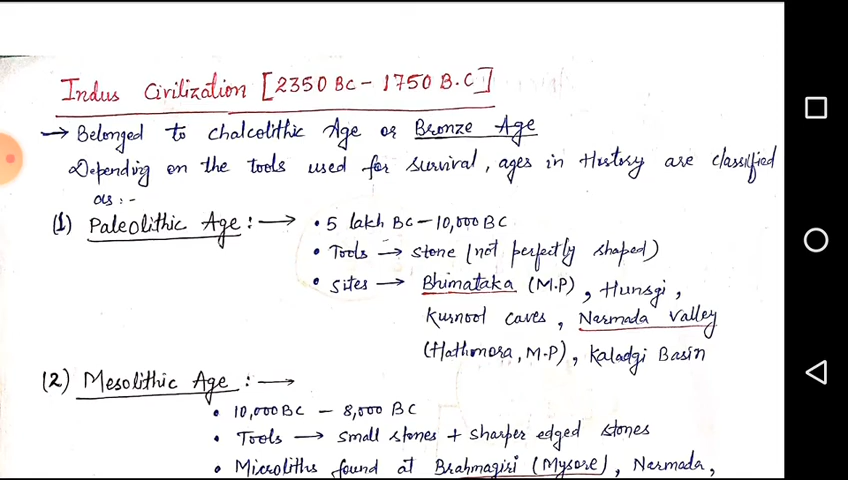 Indus Civilization [2350 BC - 1750 B.C]
→ Belonged to chalcolithic Age or Bronze Age
Depending on the tools used for survival, ages in History are classified
as :-
(1) Paleolithic Age : → • 5 lakh BC - 10,000 BC
• Tools → stone (not perfectly shaped)
• Sites → Bhimataka (M.P) , Hunsgi ,
Kurnool caves , Narmada valley
(Hathmora, M.P) , Kaladgi Basin
(2) Mesolithic Age : →
• 10,000 BC - 8,000 BC
• Tools → small stones + sharper edged stones
• Microliths found at Brahmagiri (Mysore) , Narmada ,